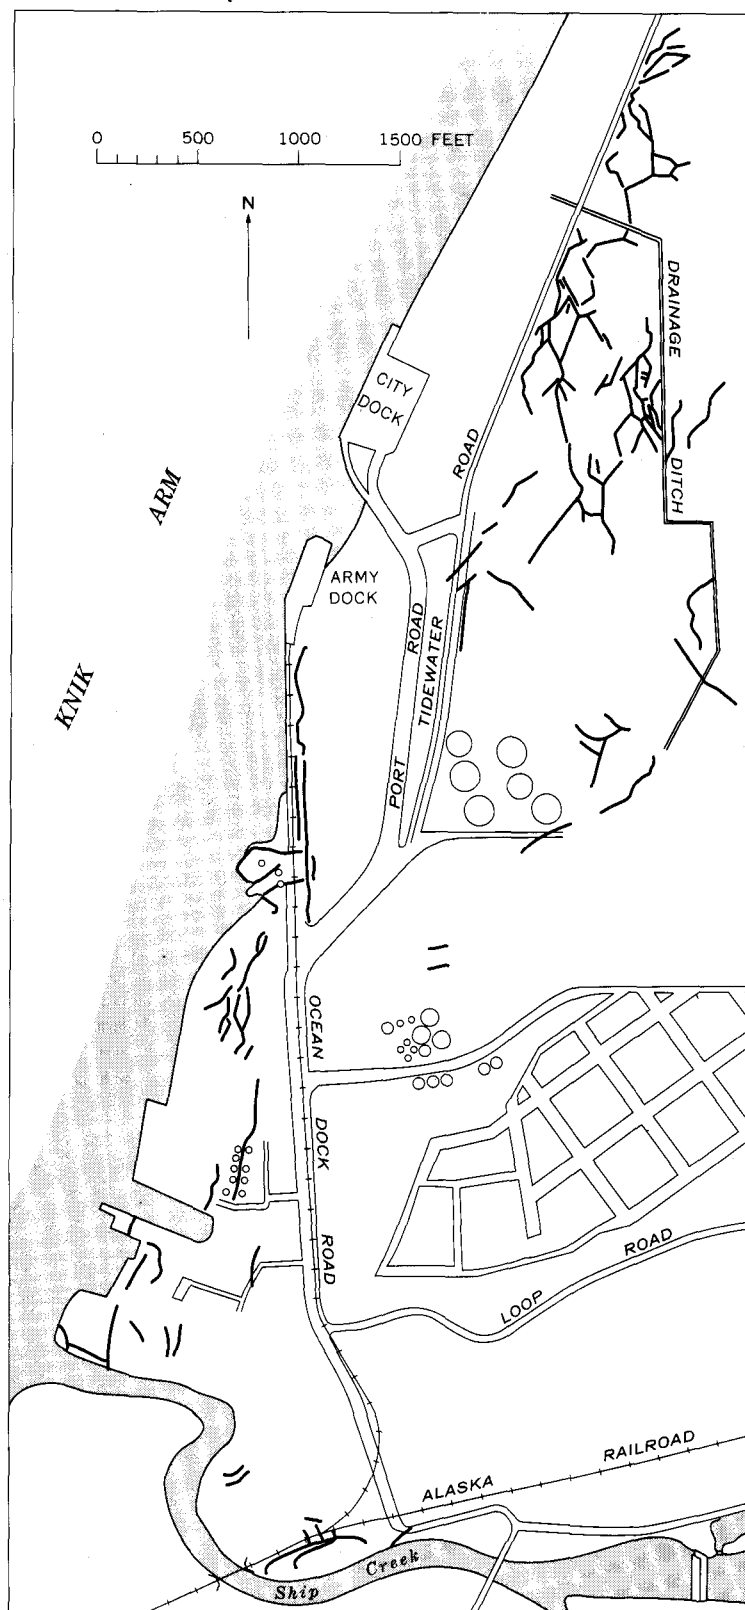 0 500 1000 1500 FEET
N
CITY
DOCK
DRAINAGE
DITCH
ROAD
ARM
KNIK
ARMY
DOCK
ROAD
TIDEWATER
PORT
OCEAN
DOCK
ROAD
LOOP
ROAD
ALASKA
RAILROAD
Ship
Creek